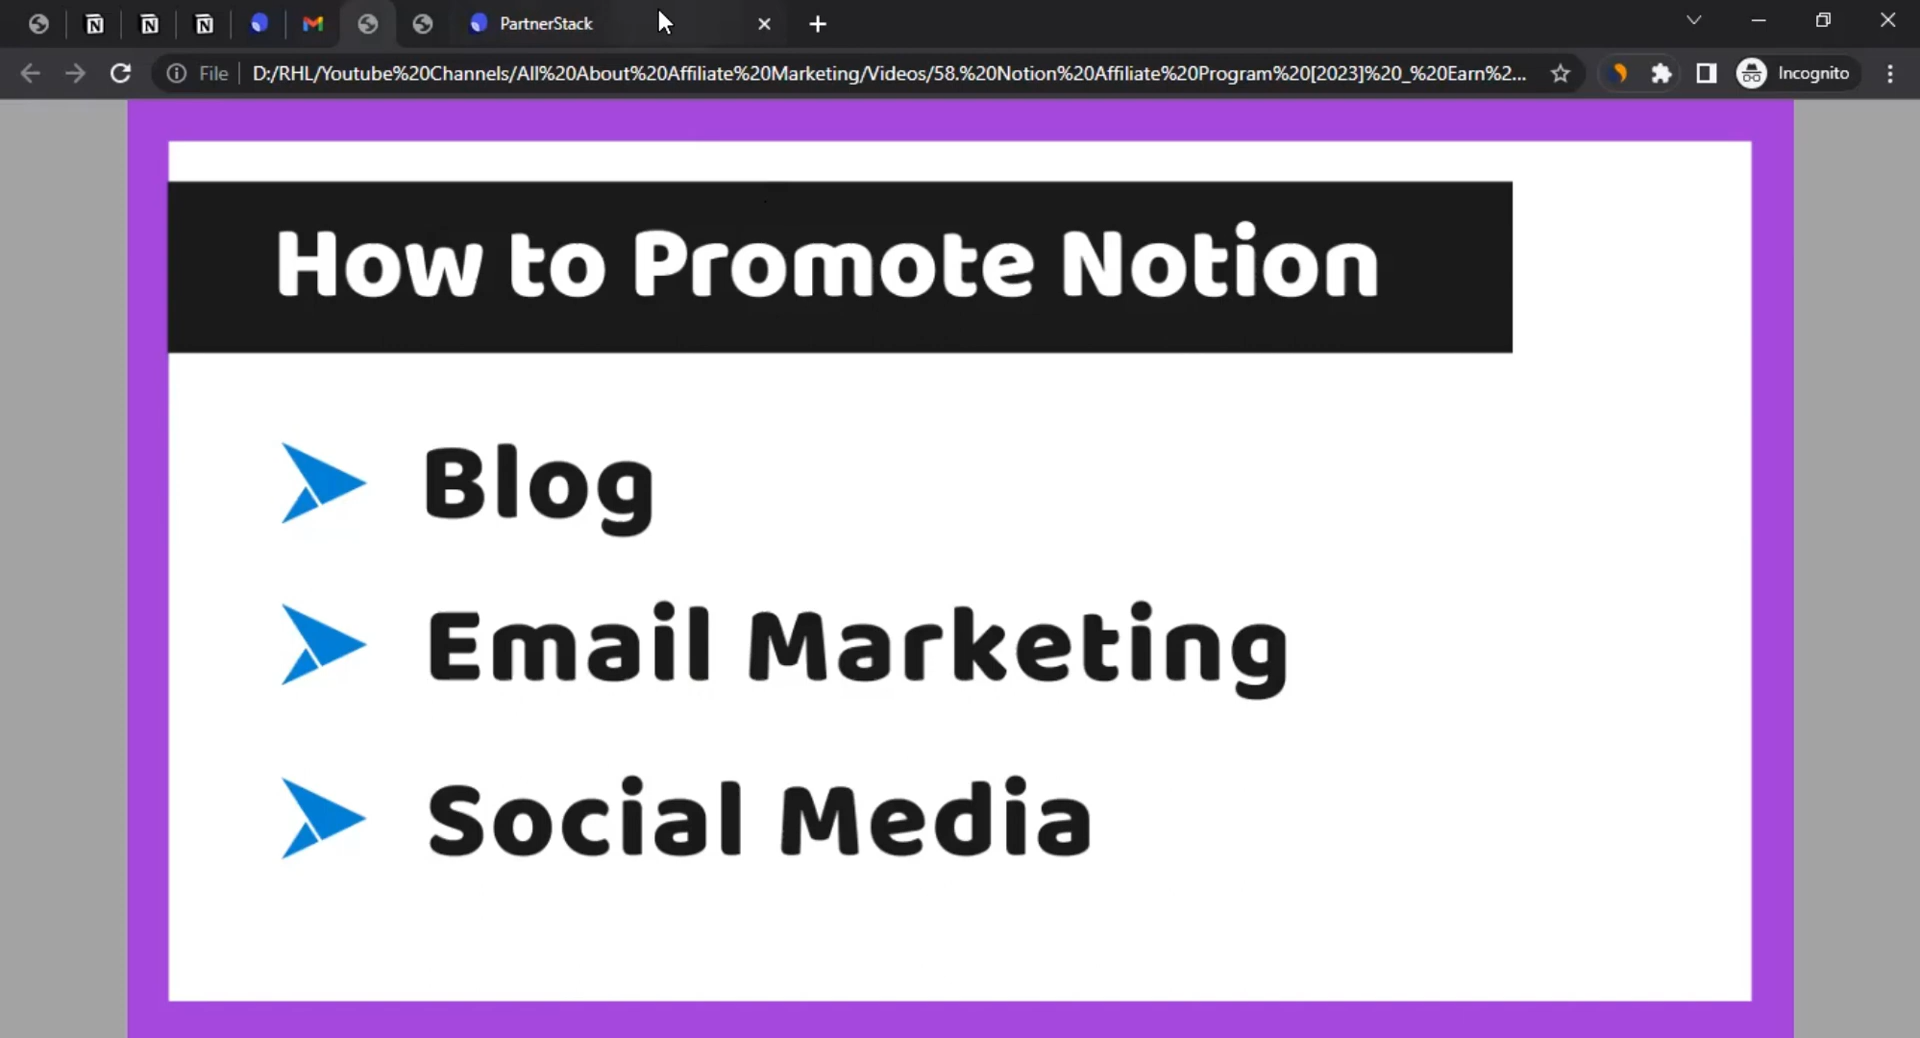 PartnerStack
File
D:/RHL/Youtube%20Channels/All%20About%20Affiliate%20Marketing/Videos/58.%20Notion%20Affiliate%20Program%20[2023]%20_%20Earn%2...
Incognito
How to Promote Notion
Blog
Email Marketing
Social Media